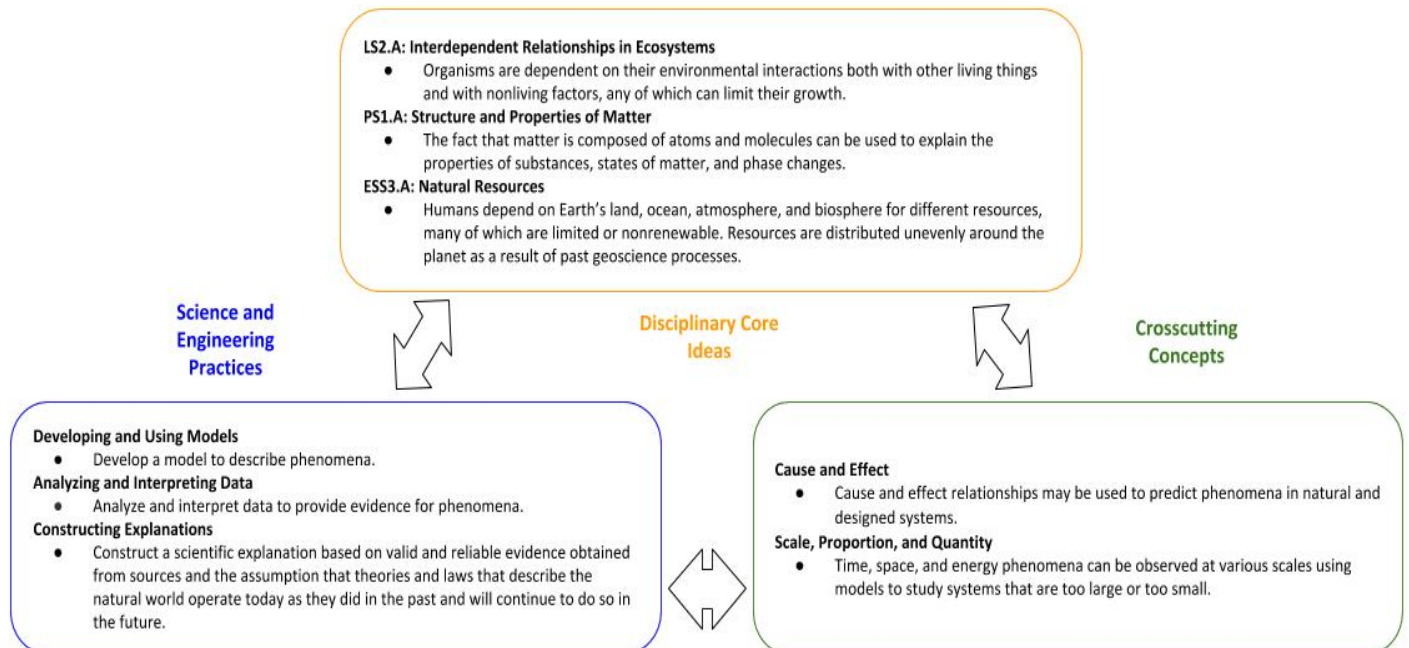 LS2.A: Interdependent Relationships in Ecosystems
● Organisms are dependent on their environmental interactions both with other living things
and with nonliving factors, any of which can limit their growth.
PS1.A: Structure and Properties of Matter
● The fact that matter is composed of atoms and molecules can be used to explain the
properties of substances, states of matter, and phase changes.
ESS3.A: Natural Resources
● Humans depend on Earth’s land, ocean, atmosphere, and biosphere for different resources,
many of which are limited or nonrenewable. Resources are distributed unevenly around the
planet as a result of past geoscience processes.
Science and
Engineering
Practices
Disciplinary Core
Ideas
Crosscutting
Concepts
Developing and Using Models
● Develop a model to describe phenomena.
Analyzing and Interpreting Data
● Analyze and interpret data to provide evidence for phenomena.
Constructing Explanations
● Construct a scientific explanation based on valid and reliable evidence obtained
from sources and the assumption that theories and laws that describe the
natural world operate today as they did in the past and will continue to do so in
the future.
Cause and Effect
● Cause and effect relationships may be used to predict phenomena in natural and
designed systems.
Scale, Proportion, and Quantity
● Time, space, and energy phenomena can be observed at various scales using
models to study systems that are too large or too small.